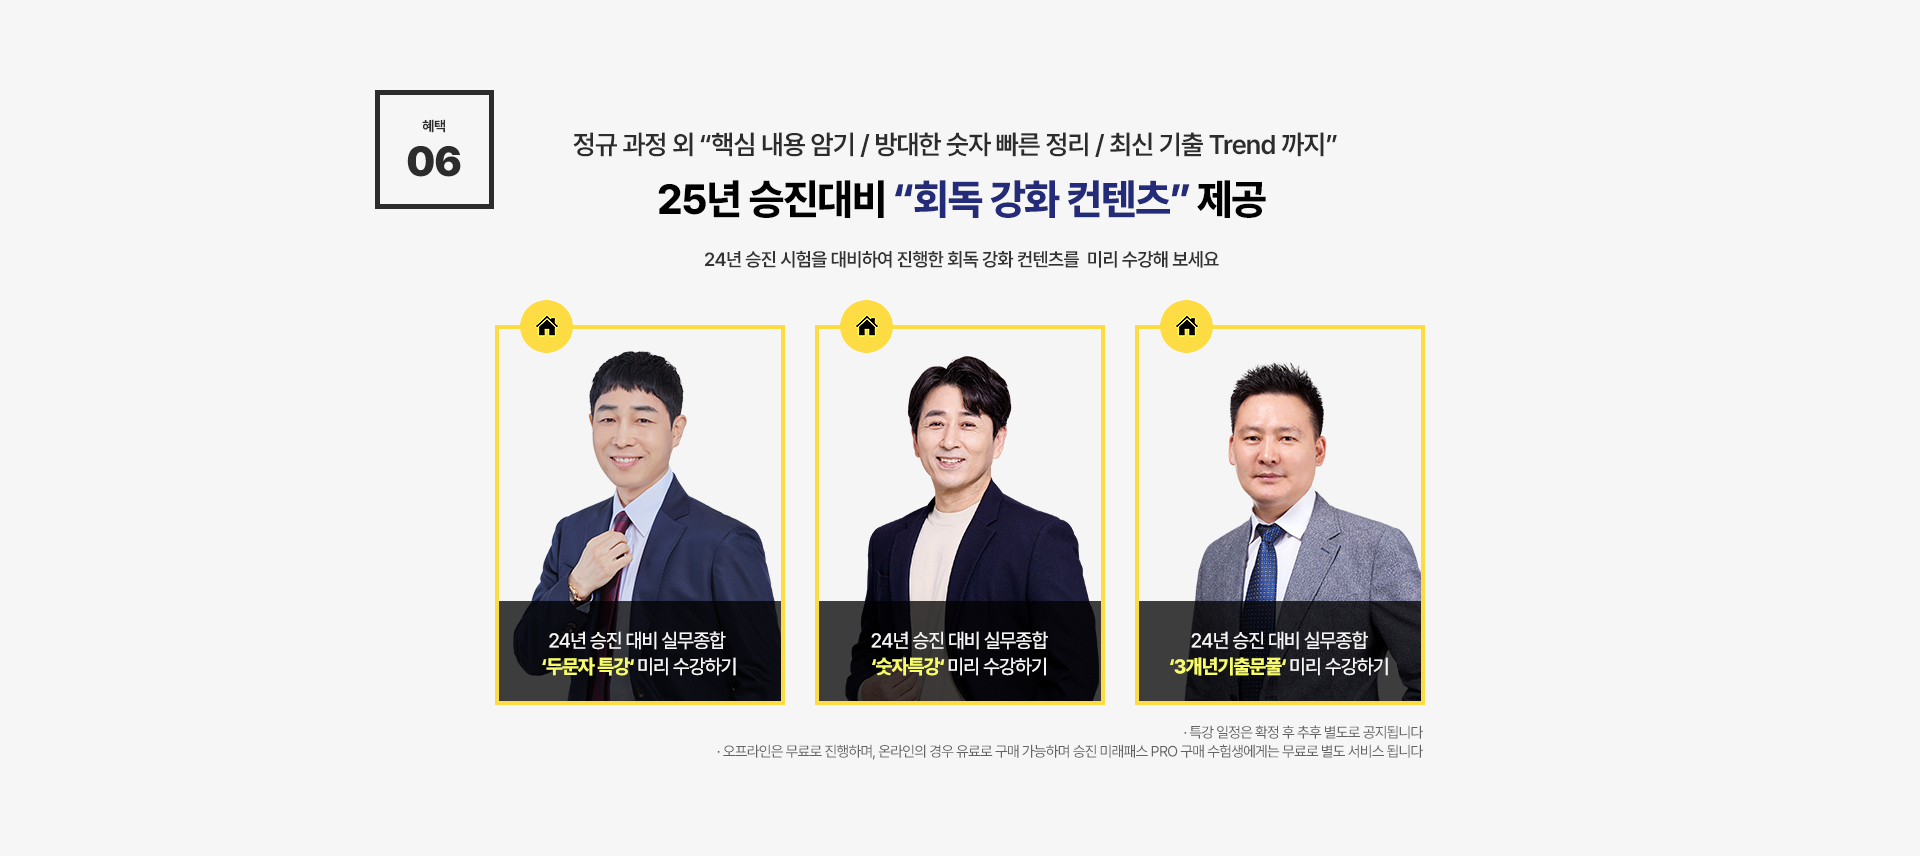 혜택
06
정규 과정 외 “핵심 내용 암기 / 방대한 숫자 빠른 정리 / 최신 기출 Trend 까지”
25년 승진대비 “회독 강화 컨텐츠” 제공
24년 승진 시험을 대비하여 진행한 회독 강화 컨텐츠를 미리 수강해 보세요
24년 승진 대비 실무종합
‘두문자 특강‘ 미리 수강하기
24년 승진 대비 실무종합
‘숫자특강‘ 미리 수강하기
24년 승진 대비 실무종합
‘3개년기출문풀‘ 미리 수강하기
· 특강 일정은 확정 후 추후 별도로 공지됩니다
· 오프라인은 무료로 진행하며, 온라인의 경우 유료로 구매 가능하며 승진 미래패스 PRO 구매 수험생에게는 무료로 별도 서비스 됩니다